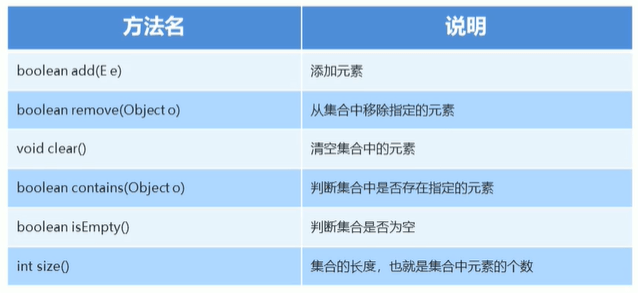 方法名 说明
boolean add(E e) 添加元素
boolean remove(Object o) 从集合中移除指定的元素
void clear() 清空集合中的元素
boolean contains(Object o) 判断集合中是否存在指定的元素
boolean isEmpty() 判断集合是否为空
int size() 集合的长度，也就是集合中元素的个数